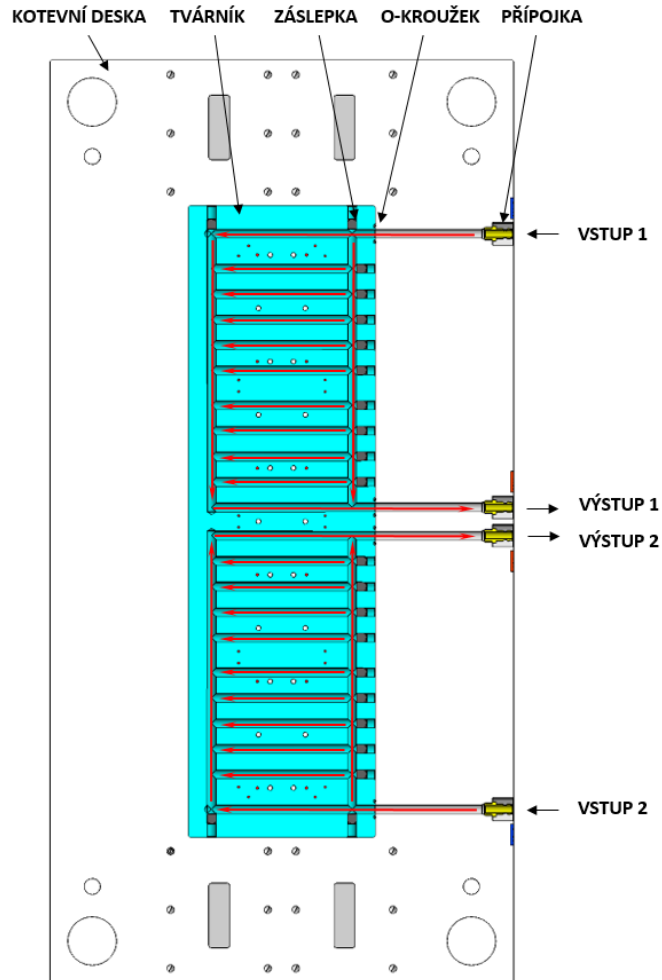 KOTEVNÍ DESKA TVÁRNÍK ZÁSLEPKA O-KROUŽEK PŘÍPOJKA
VSTUP 1
VÝSTUP 1
VÝSTUP 2
VSTUP 2